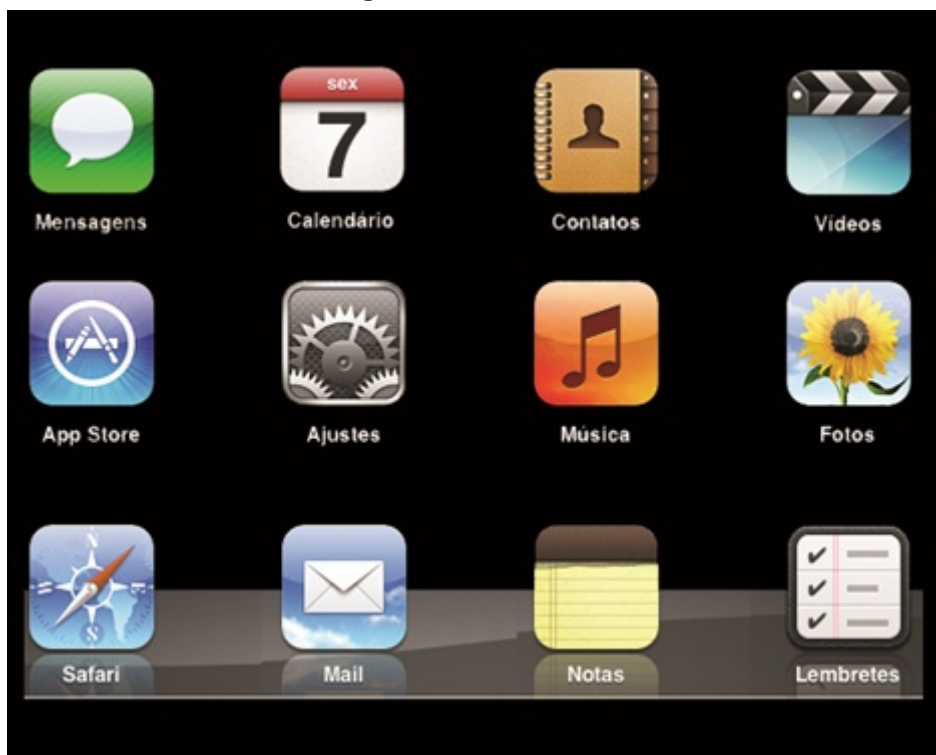 sex
7
Mensagens
Calendário
Contatos
Vídeos
App Store
Ajustes
Música
Fotos
N
S
Safari
Mail
Notas
Lembretes